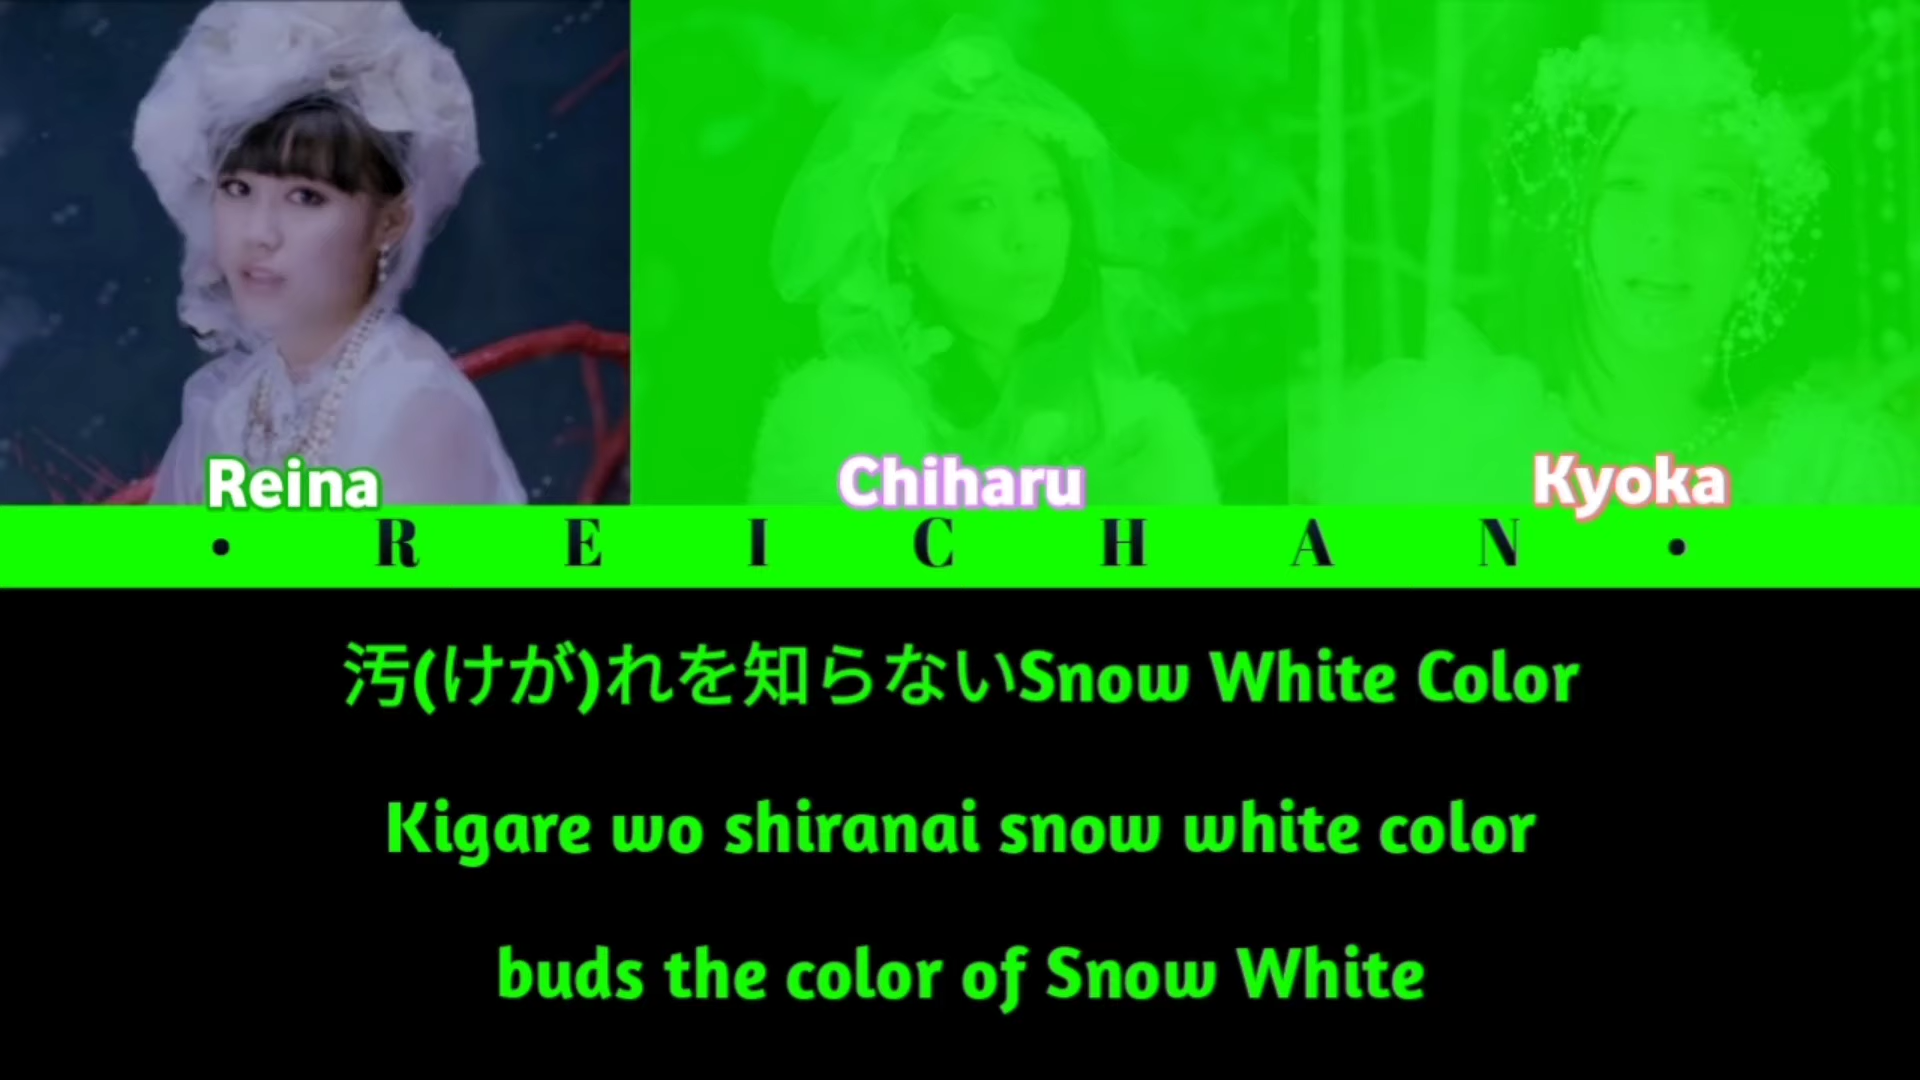 Reina
Chiharu
Kyoka
• R E I C H A N •
汚(けが)れを知らないSnow White Color
Kigare wo shiranai snow white color
buds the color of Snow White